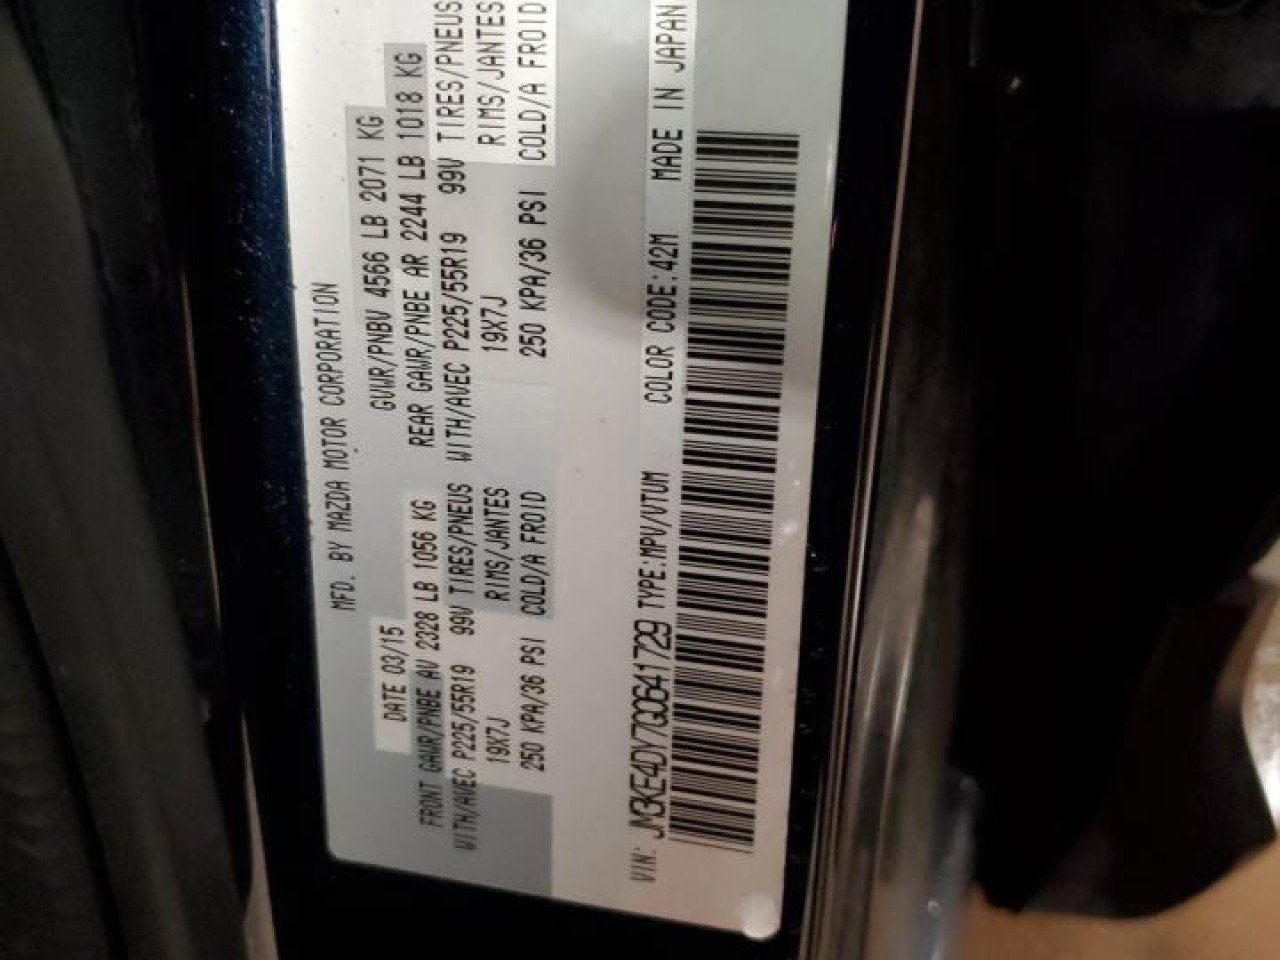 MFD. BY MAZDA MOTOR CORPORATION
DATE 03/15 GVWR/PNBV 4566 LB 2071 KG
FRONT GAWR/PNBE AV 2328 LB 1056 KG REAR GAWR/PNBE AR 2244 LB 1018 KG
WITH/AVEC P225/55R19 99V TIRES/PNEUS WITH/AVEC P225/55R19 99V TIRES/PNEUS
19X7J RIMS/JANTES 19X7J RIMS/JANTES
250 KPA/36 PSI COLD/A FROID 250 KPA/36 PSI COLD/A FROID
VIN: JM3KE4DY7G0641729 TYPE:MPV/VTUM COLOR CODE:42M MADE IN JAPAN